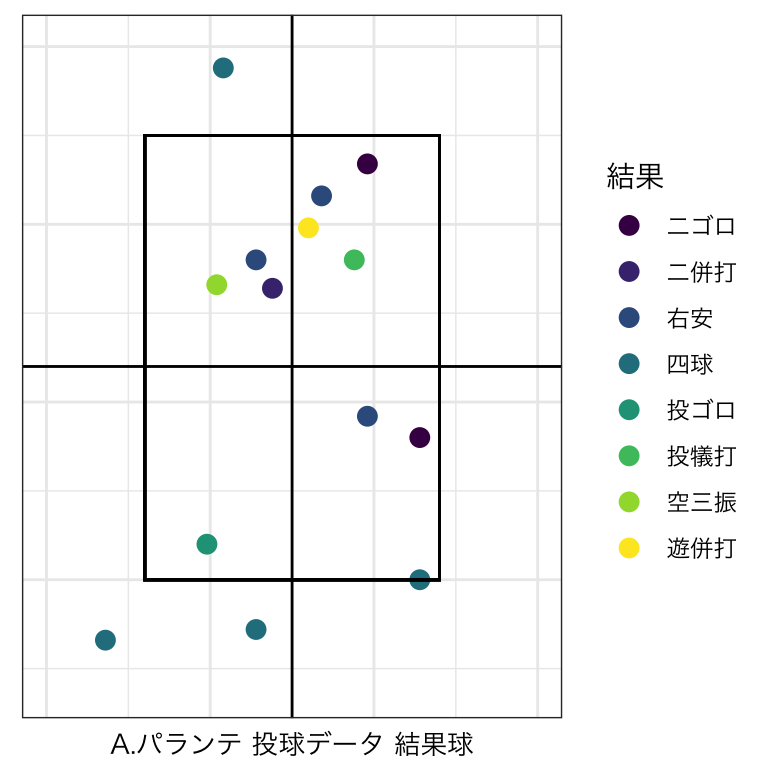 結果
二ゴロ
二併打
右安
四球
投ゴロ
投犠打
空三振
遊併打
A.パランテ 投球データ 結果球